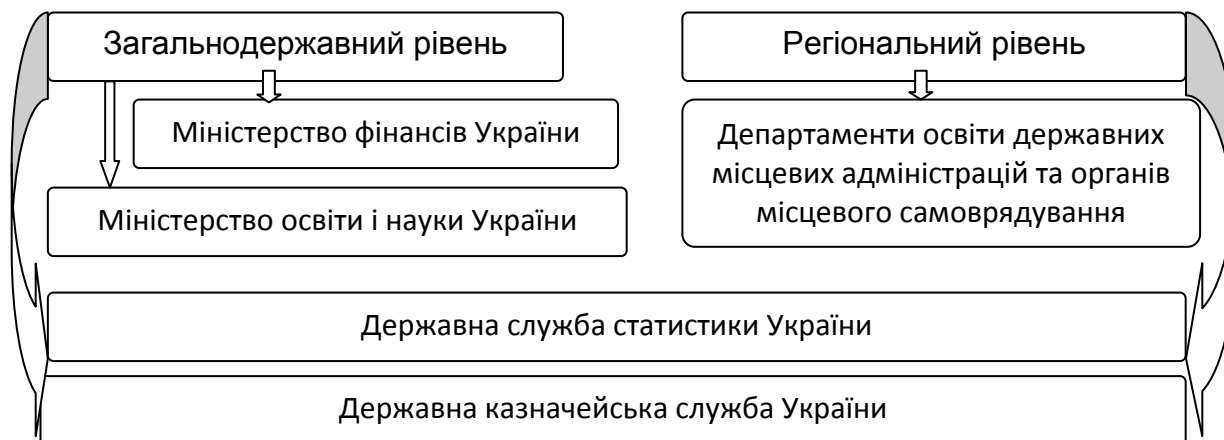 Загальнодержавний рівень
Регіональний рівень
Міністерство фінансів України
Міністерство освіти і науки України
Департаменти освіти державних
місцевих адміністрацій та органів
місцевого самоврядування
Державна служба статистики України
Державна казначейська служба України